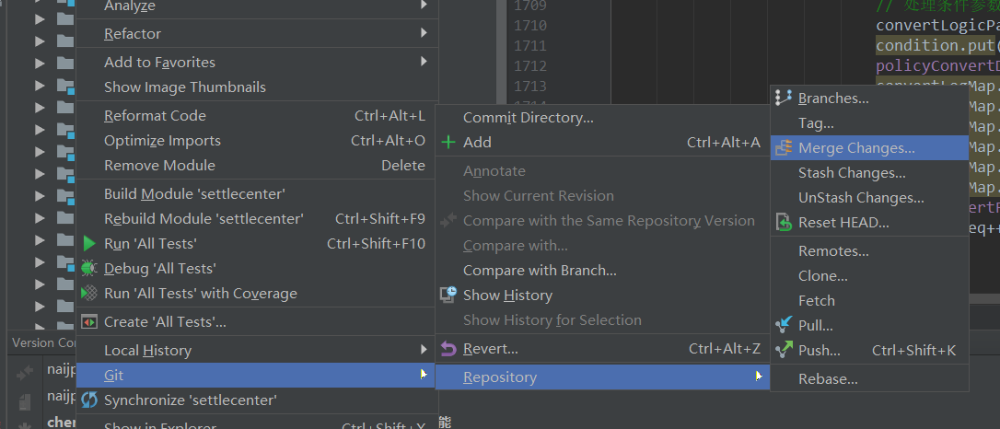 Analyze
Refactor
Add to Favorites
Show Image Thumbnails
Reformat Code Ctrl+Alt+L
Optimize Imports Ctrl+Alt+O
Remove Module Delete
Build Module 'settlecenter'
Rebuild Module 'settlecenter' Ctrl+Shift+F9
Run 'All Tests' Ctrl+Shift+F10
Debug 'All Tests'
Run 'All Tests' with Coverage
Create 'All Tests'...
Local History
Git
Synchronize 'settlecenter'
Show in Explorer Ctrl+Shift+X
Commit Directory...
Add Ctrl+Alt+A
Annotate
Show Current Revision
Compare with the Same Repository Version
Compare with...
Compare with Branch...
Show History
Show History for Selection
Revert... Ctrl+Alt+Z
Repository
Branches...
Tag...
Merge Changes...
Stash Changes...
UnStash Changes...
Reset HEAD...
Remotes...
Clone...
Fetch
Pull...
Push... Ctrl+Shift+K
Rebase...
1709 // 处理条件参数
1710 convertLogicPa
1711 condition.put(
1712 policyConvertD
1713 convertLogMap.
Map.
Map.
Map.
Map.
Map.
eq++
Version Con
naijp
naijp
cher
能